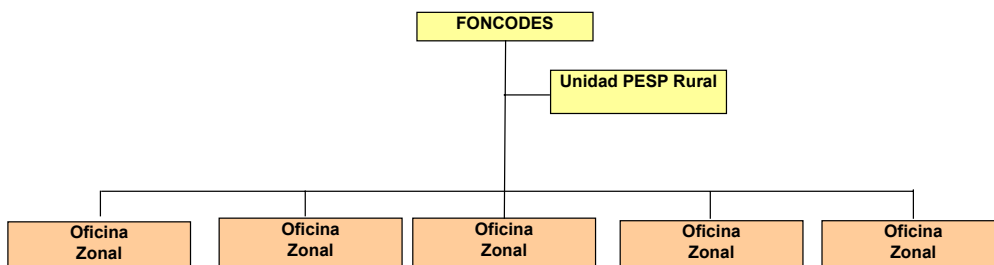 FONCODES
Unidad PESP Rural
Oficina
Zonal
Oficina
Zonal
Oficina
Zonal
Oficina
Zonal
Oficina
Zonal